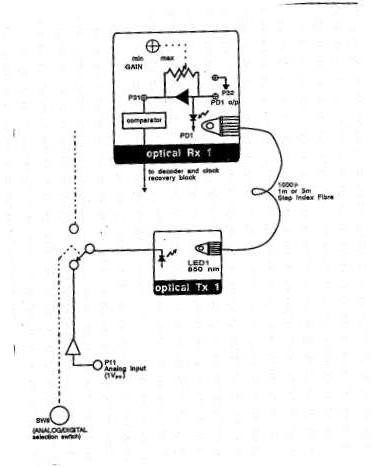 min
max
GAIN
P31
P32
PD1 o/p
comparator
PD1
optical Rx 1
to decoder and clock
recovery block
1000µ
1m or 3m
Step Index Fibre
LED1
850 nm
optical Tx 1
P11
Analog Input
(1Vpp)
SW8
(ANALOG/DIGITAL
selection switch)